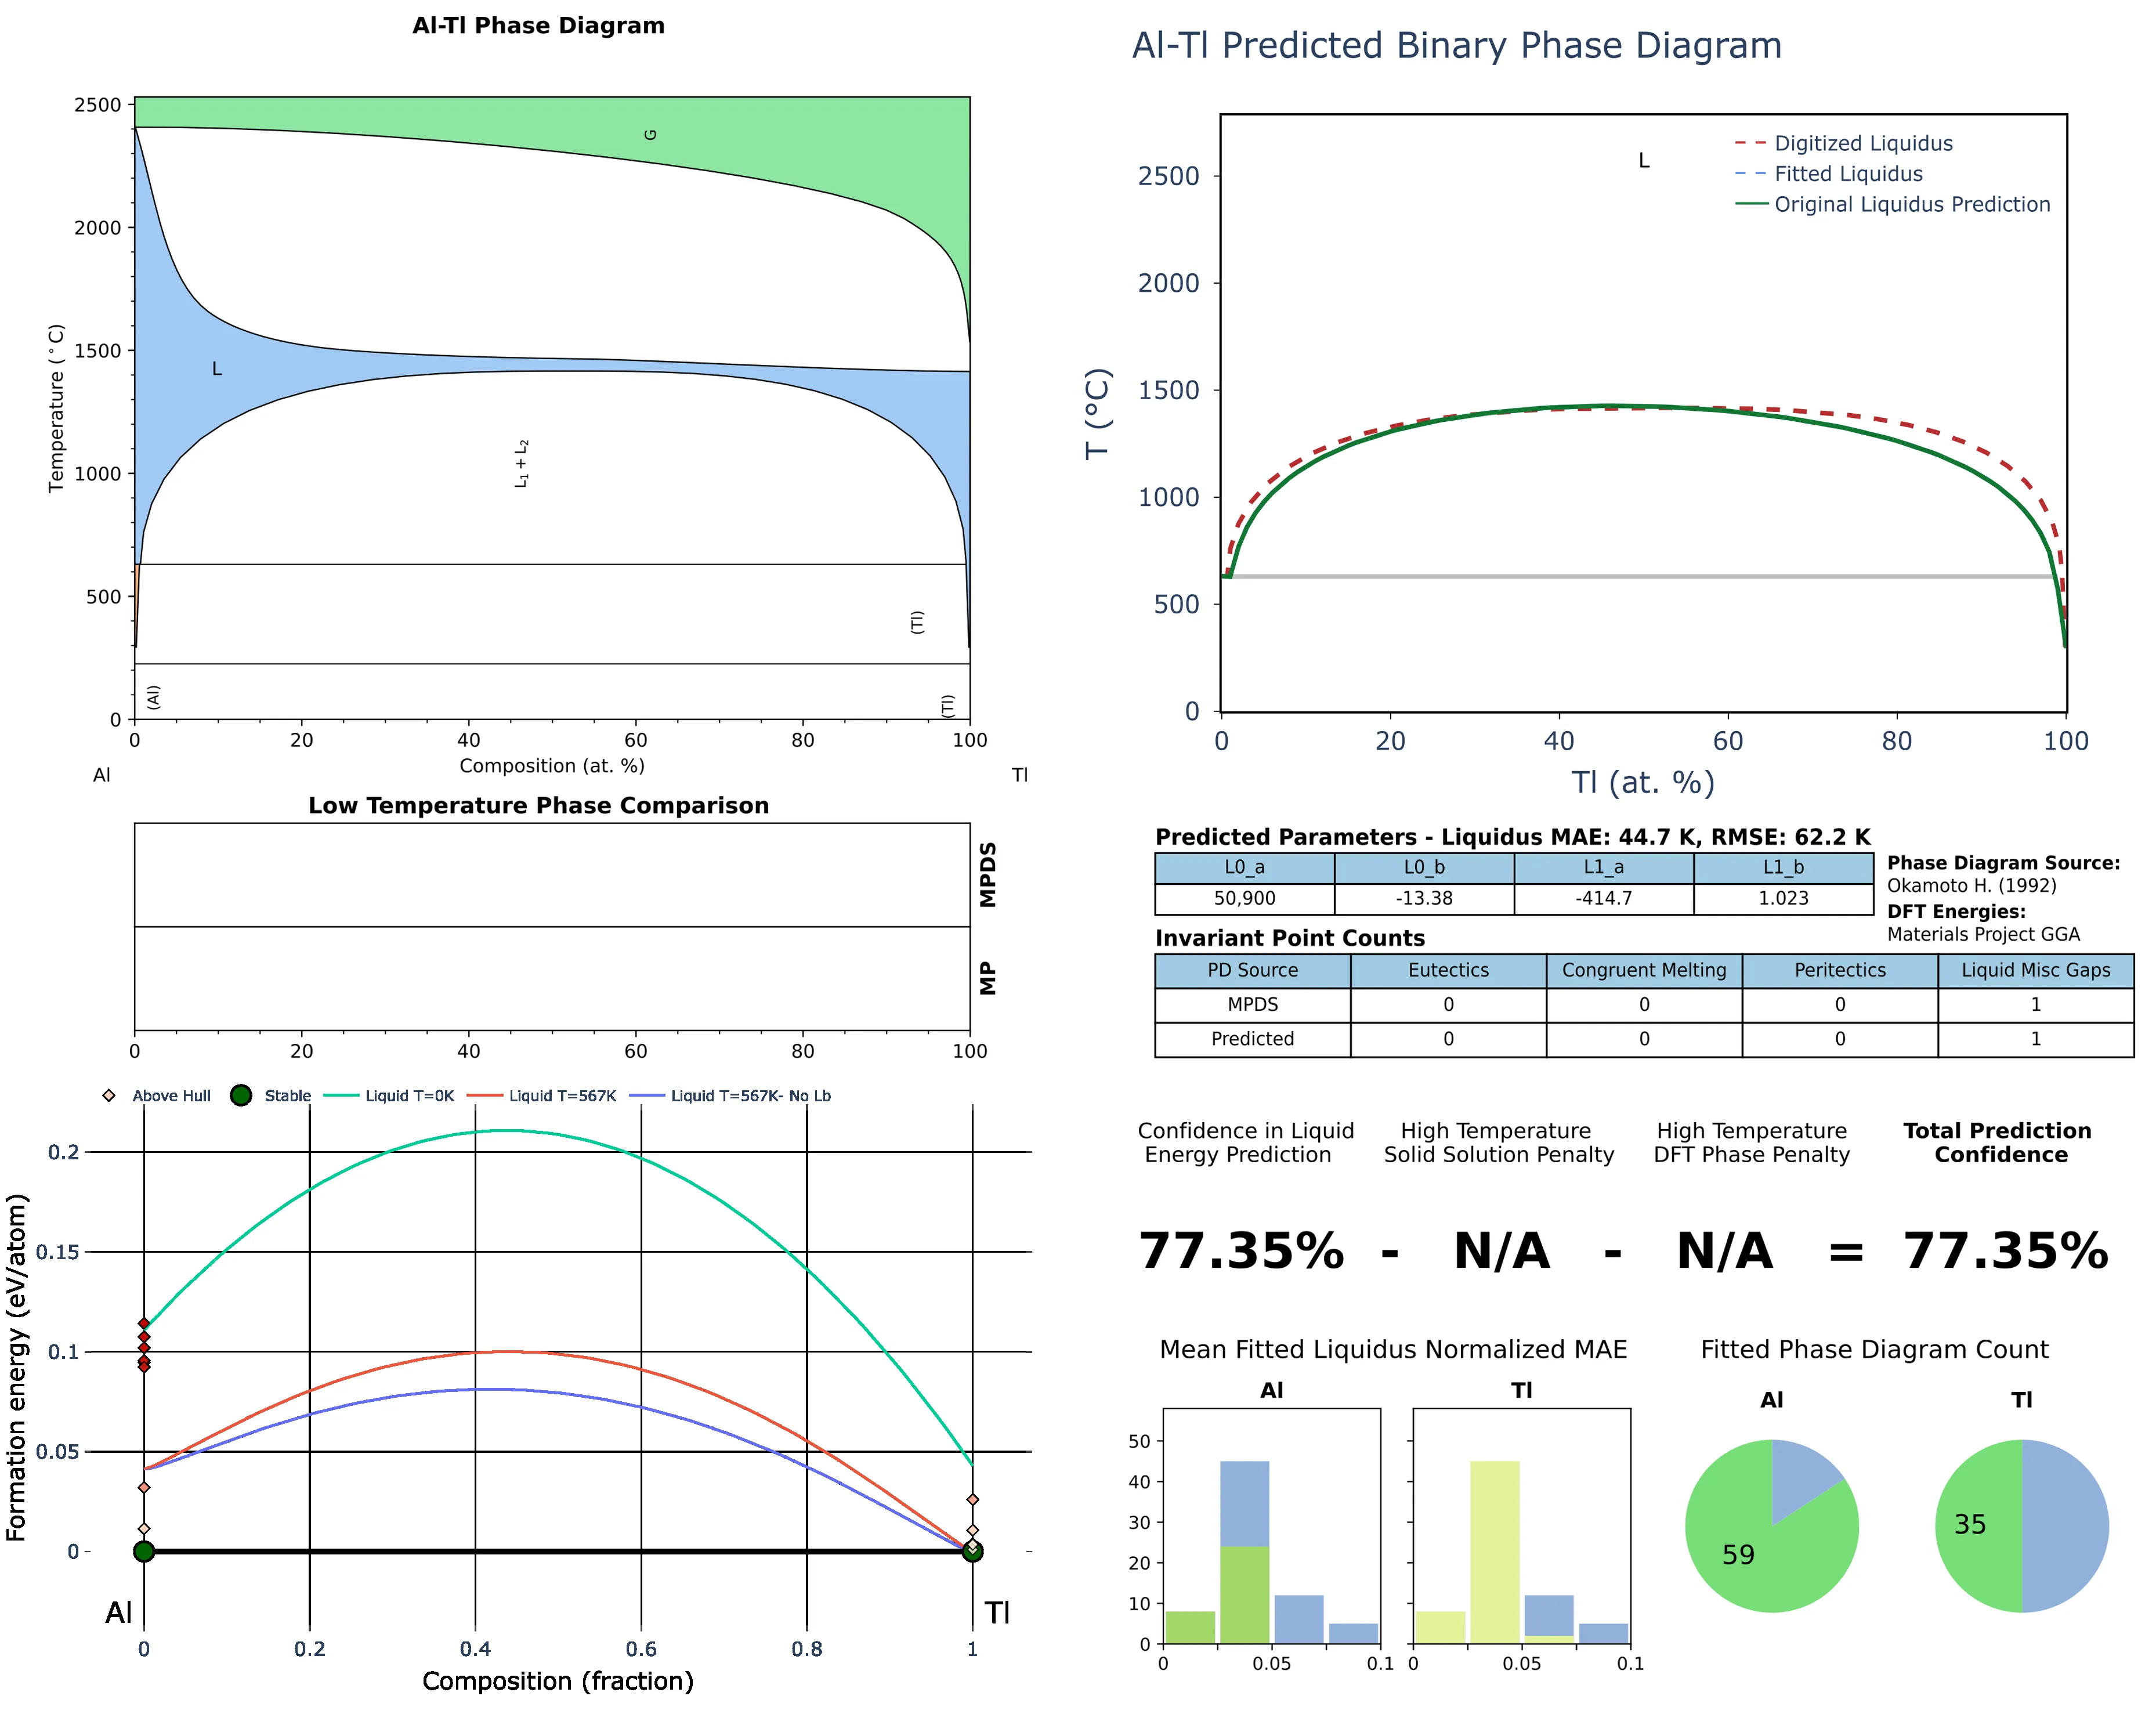 Al-Tl Phase Diagram
2500
2000
1500
1000
500
0
Temperature (°C)
G
L
L₁ + L₂
(Tl)
(Al)
(Tl)
0 20 40 60 80 100
Composition (at. %)
Al Tl
Low Temperature Phase Comparison
MPDS
MP
0 20 40 60 80 100
Above Hull Stable Liquid T=0K Liquid T=567K Liquid T=567K- No Lb
0.2
0.15
0.1
0.05
0
Formation energy (eV/atom)
Al Tl
0 0.2 0.4 0.6 0.8 1
Composition (fraction)
Al-Tl Predicted Binary Phase Diagram
L
Digitized Liquidus
Fitted Liquidus
Original Liquidus Prediction
2500
2000
1500
1000
500
0
T (°C)
0 20 40 60 80 100
Tl (at. %)
Predicted Parameters - Liquidus MAE: 44.7 K, RMSE: 62.2 K
L0_a L0_b L1_a L1_b
50,900 -13.38 -414.7 1.023
Phase Diagram Source:
Okamoto H. (1992)
DFT Energies:
Materials Project GGA
Invariant Point Counts
PD Source Eutectics Congruent Melting Peritectics Liquid Misc Gaps
MPDS 0 0 0 1
Predicted 0 0 0 1
Confidence in Liquid
Energy Prediction
High Temperature
Solid Solution Penalty
High Temperature
DFT Phase Penalty
Total Prediction
Confidence
77.35% - N/A - N/A = 77.35%
Mean Fitted Liquidus Normalized MAE
Al Tl
50
40
30
20
10
0
0 0.05 0.1 0 0.05 0.1
Fitted Phase Diagram Count
Al Tl
59
35